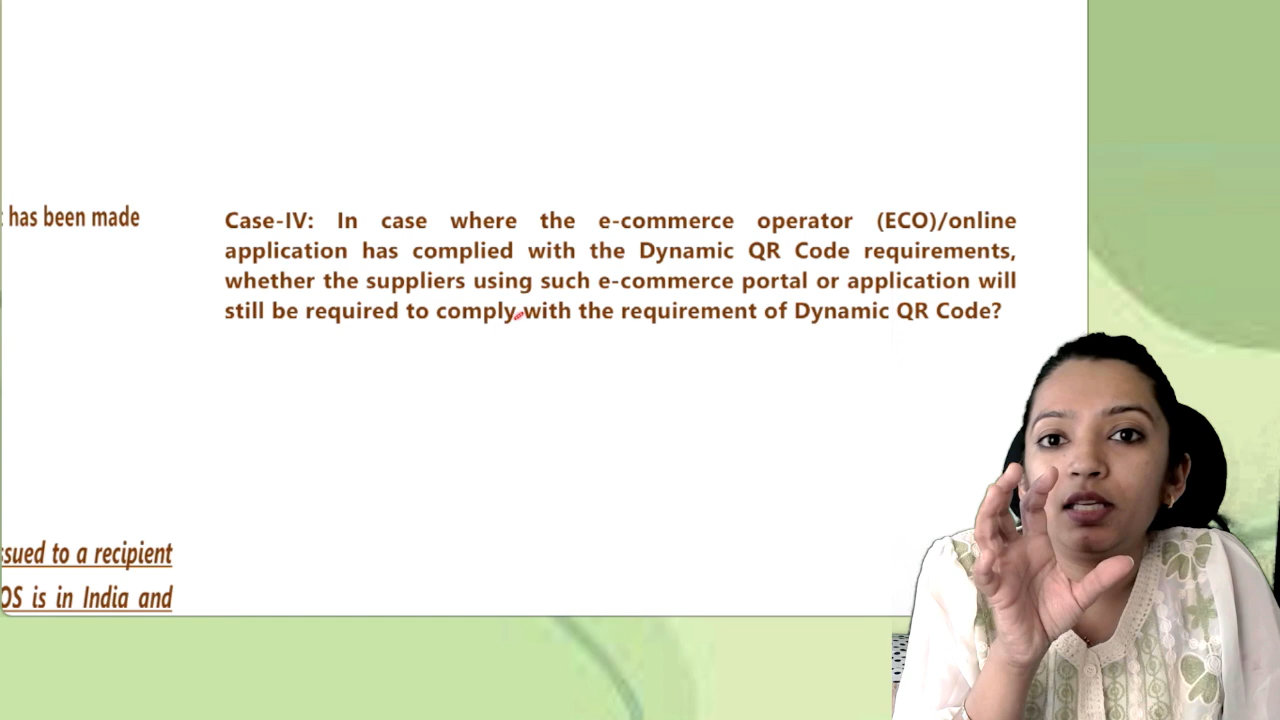 has been made
Case-IV: In case where the e-commerce operator (ECO)/online
application has complied with the Dynamic QR Code requirements,
whether the suppliers using such e-commerce portal or application will
still be required to comply with the requirement of Dynamic QR Code?
to a recipient
is in India and